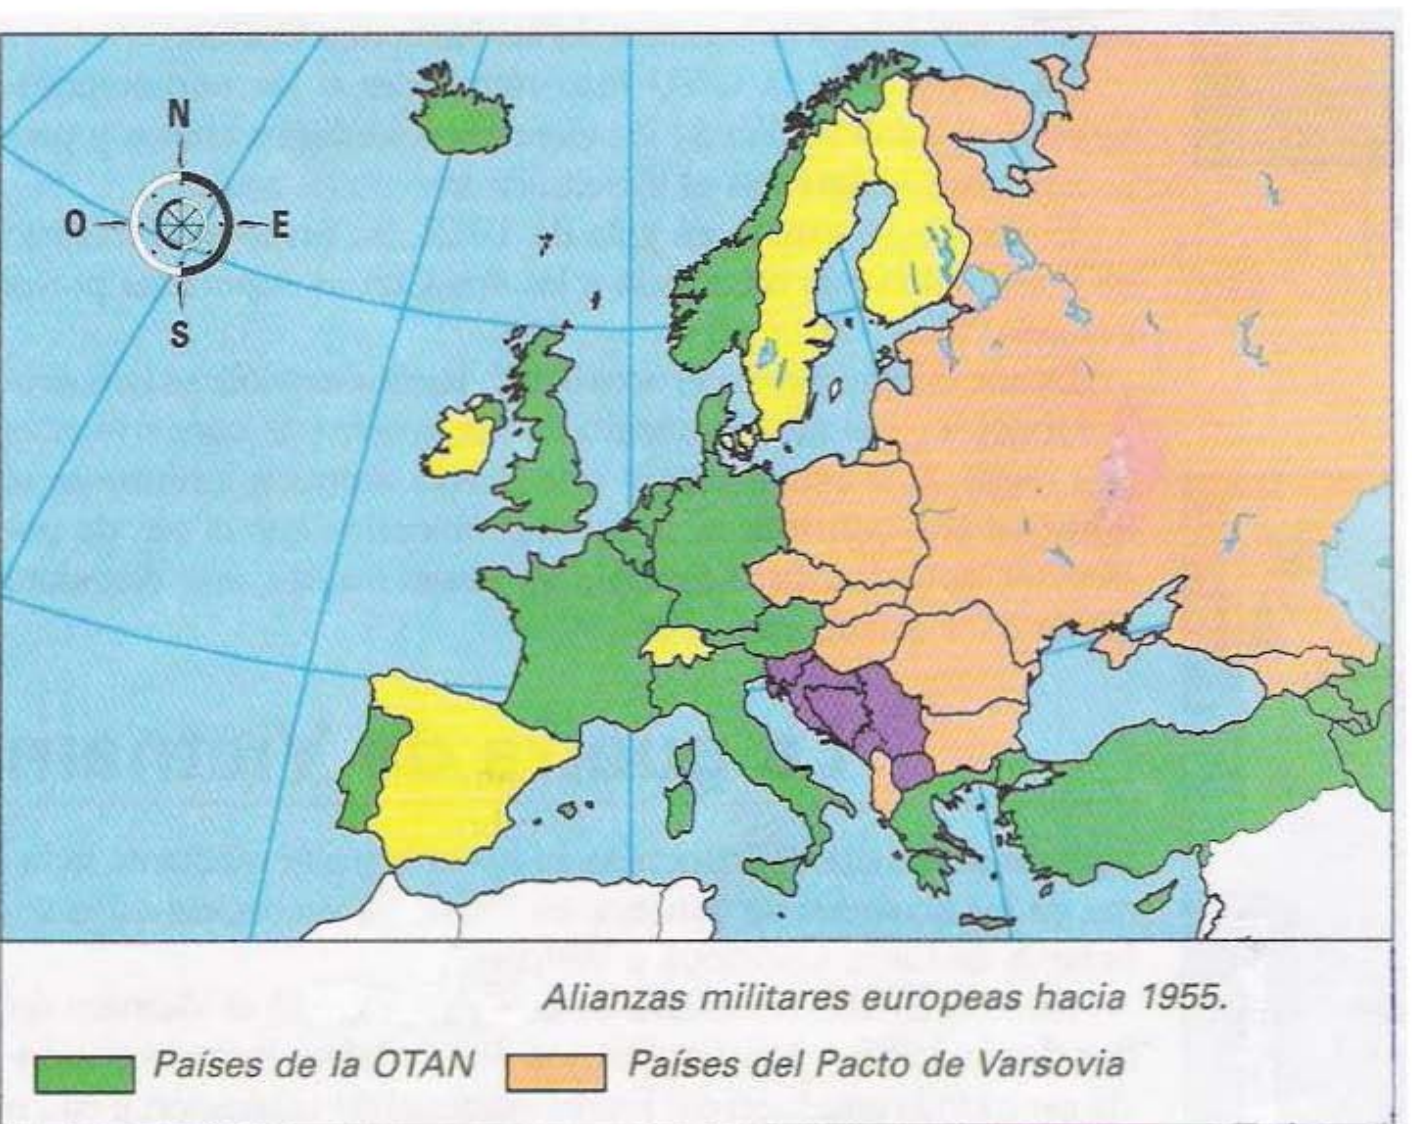 N
O E
S
Alianzas militares europeas hacia 1955.
Países de la OTAN Países del Pacto de Varsovia